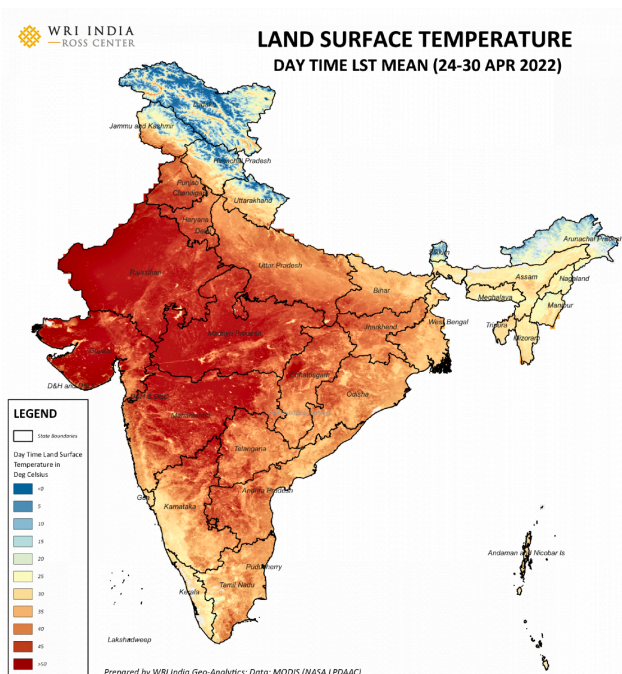 WRI INDIA
ROSS CENTER
LAND SURFACE TEMPERATURE
DAY TIME LST MEAN (24-30 APR 2022)
Jammu and Kashmir
Himachal Pradesh
Punjab
Chandigarh
Uttarakhand
Haryana
Arunachal Pradesh
Rajasthan
Uttar Pradesh
Assam
Nagaland
Bihar
Meghalaya
Manipur
Tripura
Mizoram
West Bengal
Jharkhand
Madhya Pradesh
Chhattisgarh
Odisha
Maharashtra
Telangana
Andhra Pradesh
Goa
Karnataka
Andaman and Nicobar Is
Puducherry
Tamil Nadu
Kerala
Lakshadweep
LEGEND
State Boundaries
Day Time Land Surface
Temperature in
Deg Celsius
<0
5
10
15
20
25
30
35
40
45
>50
Prepared by WRI India Geo-Analytics; Data: MODIS (NASA LPDAAC)